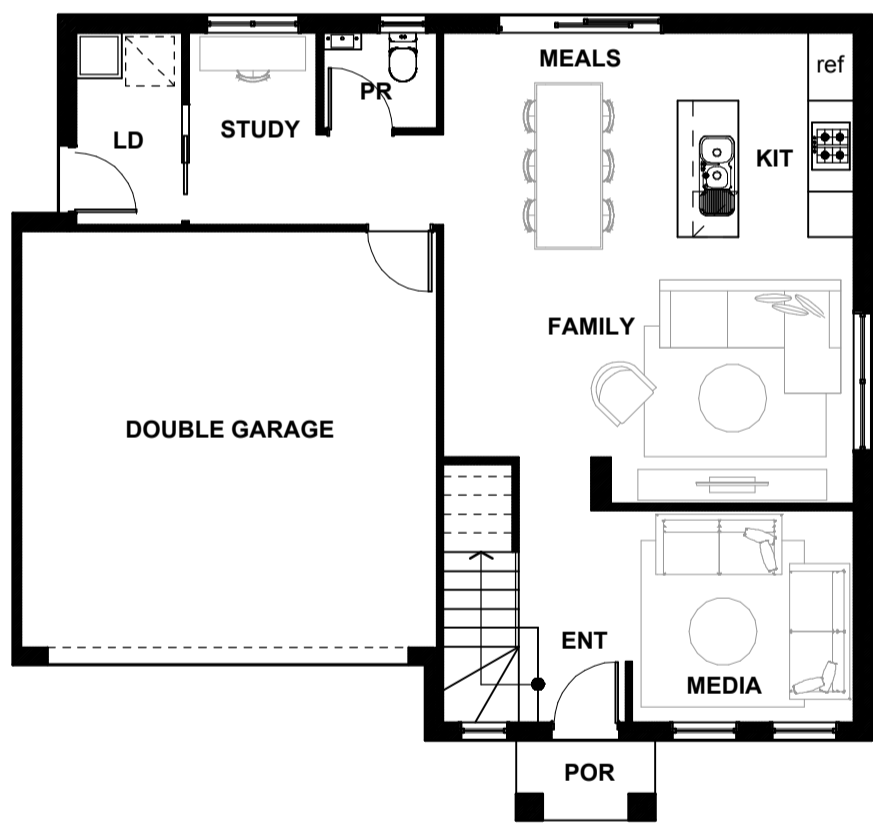 MEALS
ref
PR
STUDY
LD
KIT
FAMILY
DOUBLE GARAGE
ENT
MEDIA
POR